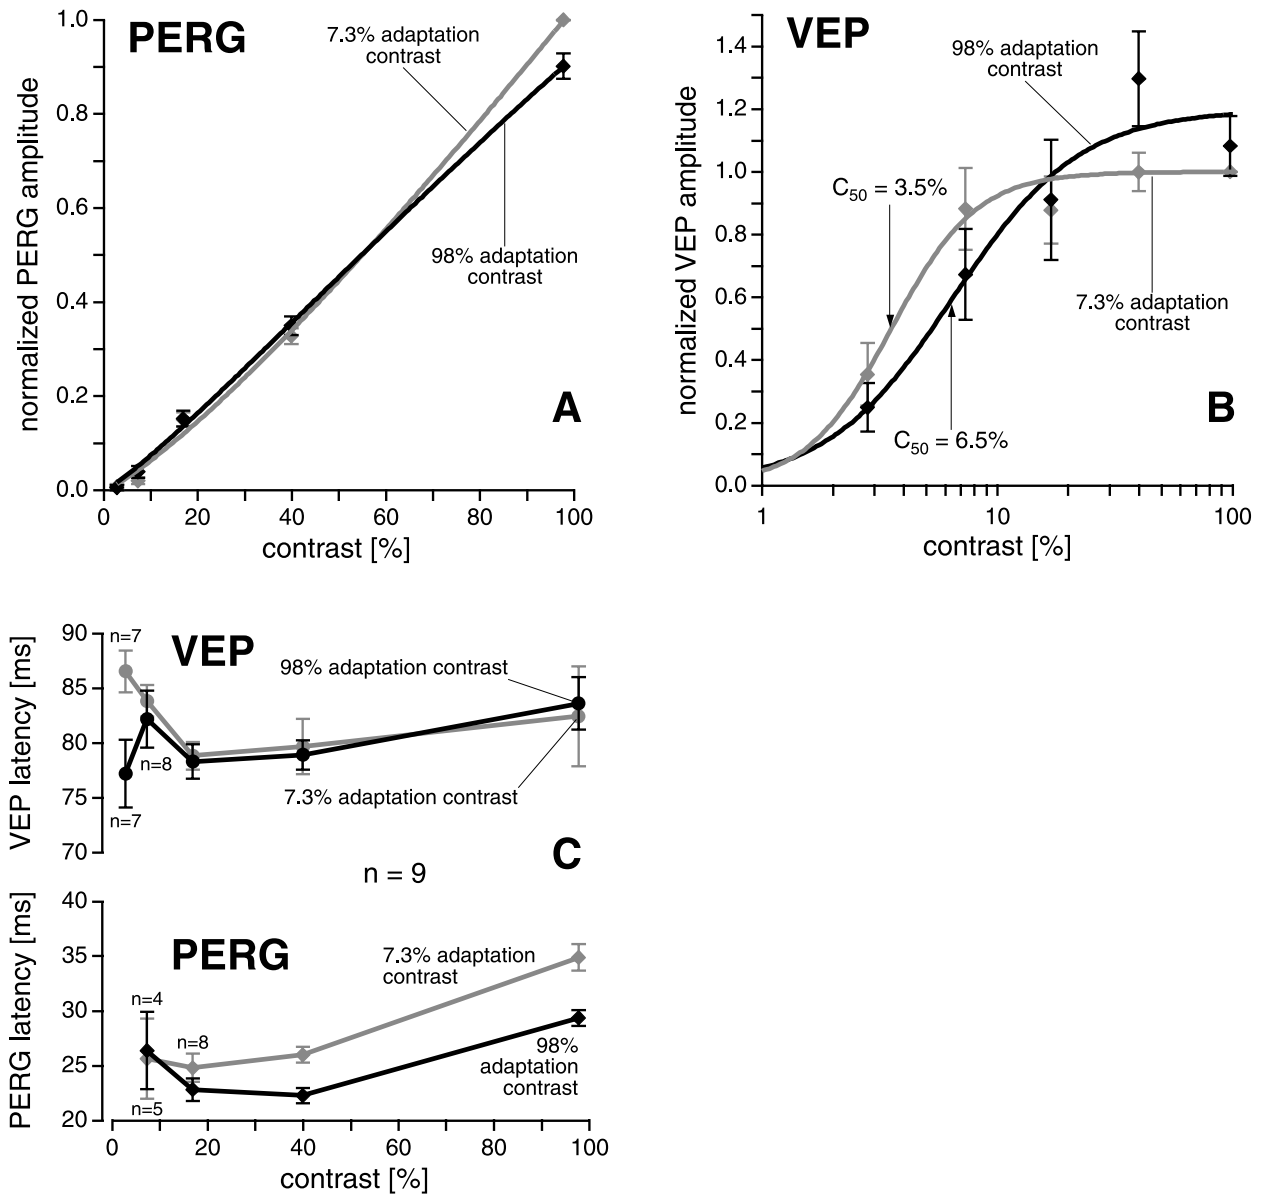 PERG
7.3% adaptation
contrast
98% adaptation
contrast
A
normalized PERG amplitude
1.0
0.8
0.6
0.4
0.2
0.0
0 20 40 60 80 100
contrast [%]
VEP
98% adaptation
contrast
C50 = 3.5%
7.3% adaptation
contrast
B
C50 = 6.5%
normalized VEP amplitude
1.4
1.2
1.0
0.8
0.6
0.4
0.2
0.0
1 10 100
contrast [%]
VEP latency [ms]
90
85
80
75
70
n=7
VEP
98% adaptation contrast
n=8
7.3% adaptation contrast
n=7
C
n = 9
PERG latency [ms]
40
35
30
25
20
PERG
7.3% adaptation
contrast
n=4
n=8
98%
adaptation
contrast
n=5
0 20 40 60 80 100
contrast [%]